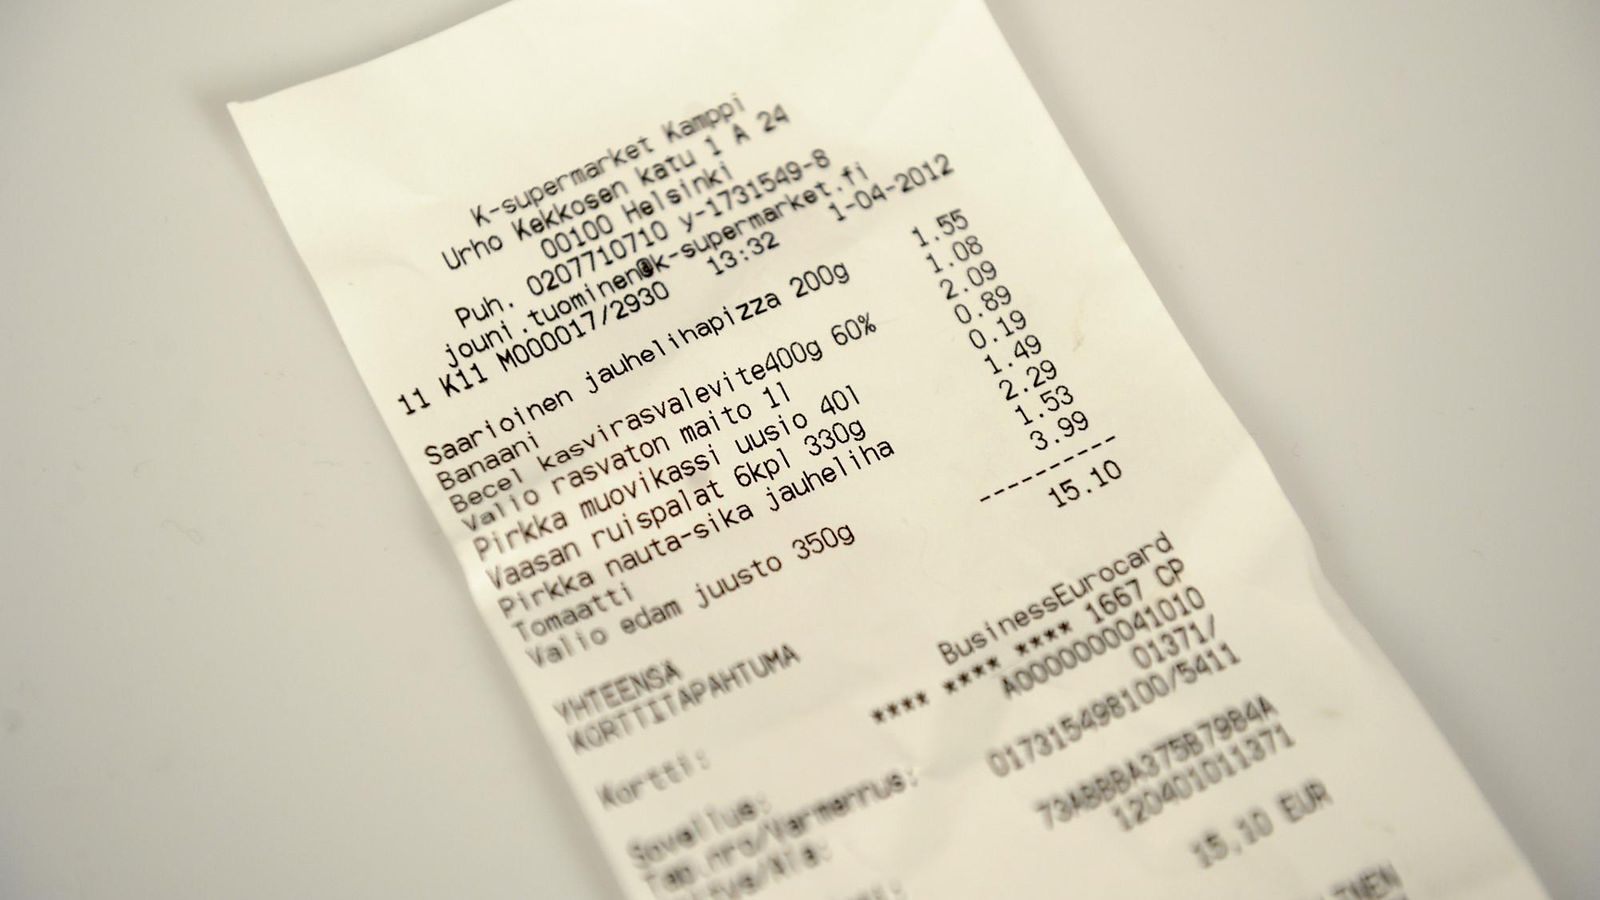 K-supermarket Kamppi
Urho Kekkosen katu 1 A 24
00100 Helsinki
Puh. 0207710710 y-1731549-8
jouni.tuominen@k-supermarket.fi
11 K11 M000017/2930 13:32 1-04-2012
Saarioinen jauhelihapizza 200g 1.55
Banaani 1.08
Becel kasvirasvalevite400g 60% 2.09
Valio rasvaton maito 1l 0.89
Pirkka muovikassi uusio 40l 0.19
Vaasan ruispalat 6kpl 330g 1.49
Pirkka nauta-sika jauheliha 2.29
Tomaatti 1.53
Valio edam juusto 350g 3.99
---------
YHTEENSÄ 15.10
KORTTITAPAHTUMA
Kortti: BusinessEurocard
**** **** **** 1667 CP
Sovellus: A0000000041010
Tap.nro/Varmennus: 01371/
017315498100/5411
73ABBBA375B7984A
120401011371
15,10 EUR